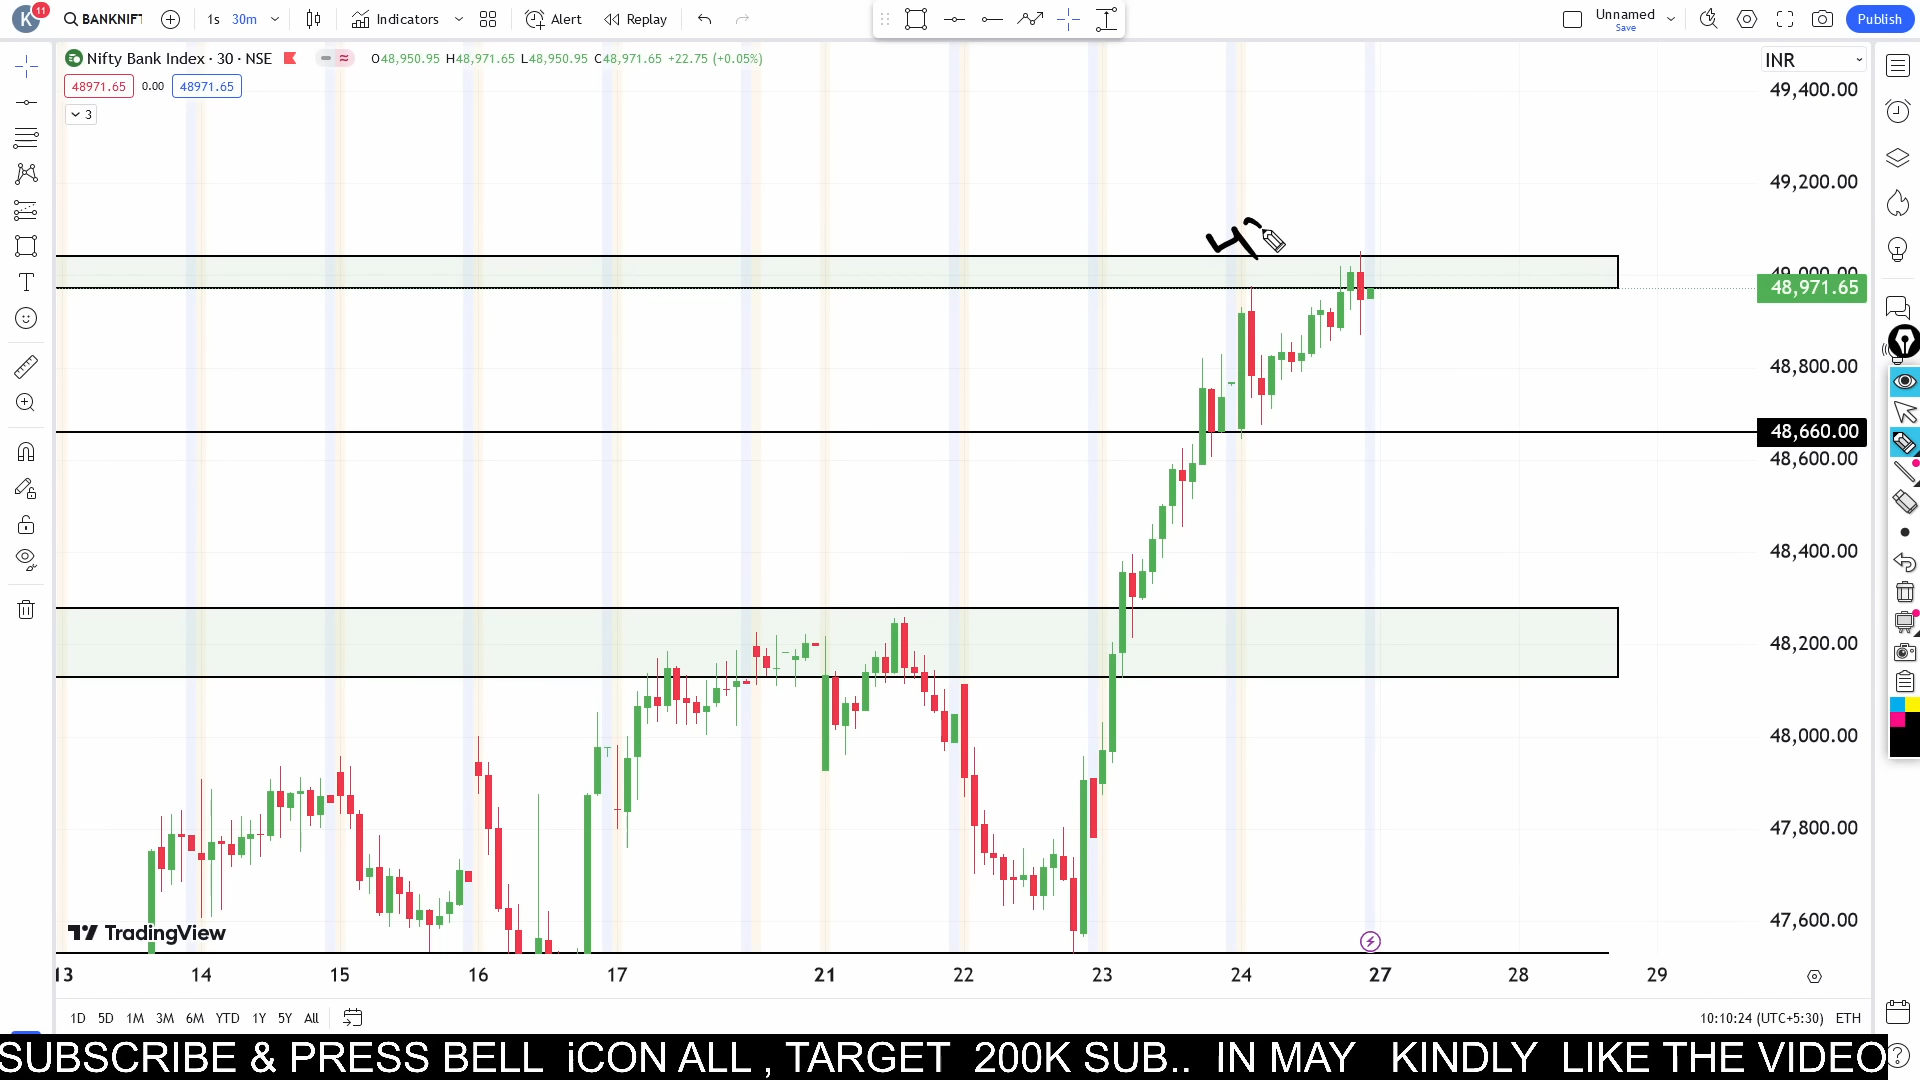 K 11 BANKNIFT 1s 30m Indicators Alert Replay Unnamed Save Publish
Nifty Bank Index · 30 · NSE O48,950.95 H48,971.65 L48,950.95 C48,971.65 +22.75 (+0.05%) INR
48971.65 0.00 48971.65
3
49,400.00
49,200.00
4
49,000.00
48,971.65
48,800.00
48,660.00
48,600.00
48,400.00
48,200.00
48,000.00
47,800.00
47,600.00
TradingView
13 14 15 16 17 21 22 23 24 27 28 29
1D 5D 1M 3M 6M YTD 1Y 5Y All 10:10:24 (UTC+5:30) ETH
SUBSCRIBE & PRESS BELL iCON ALL , TARGET 200K SUB.. IN MAY KINDLY LIKE THE VIDEO